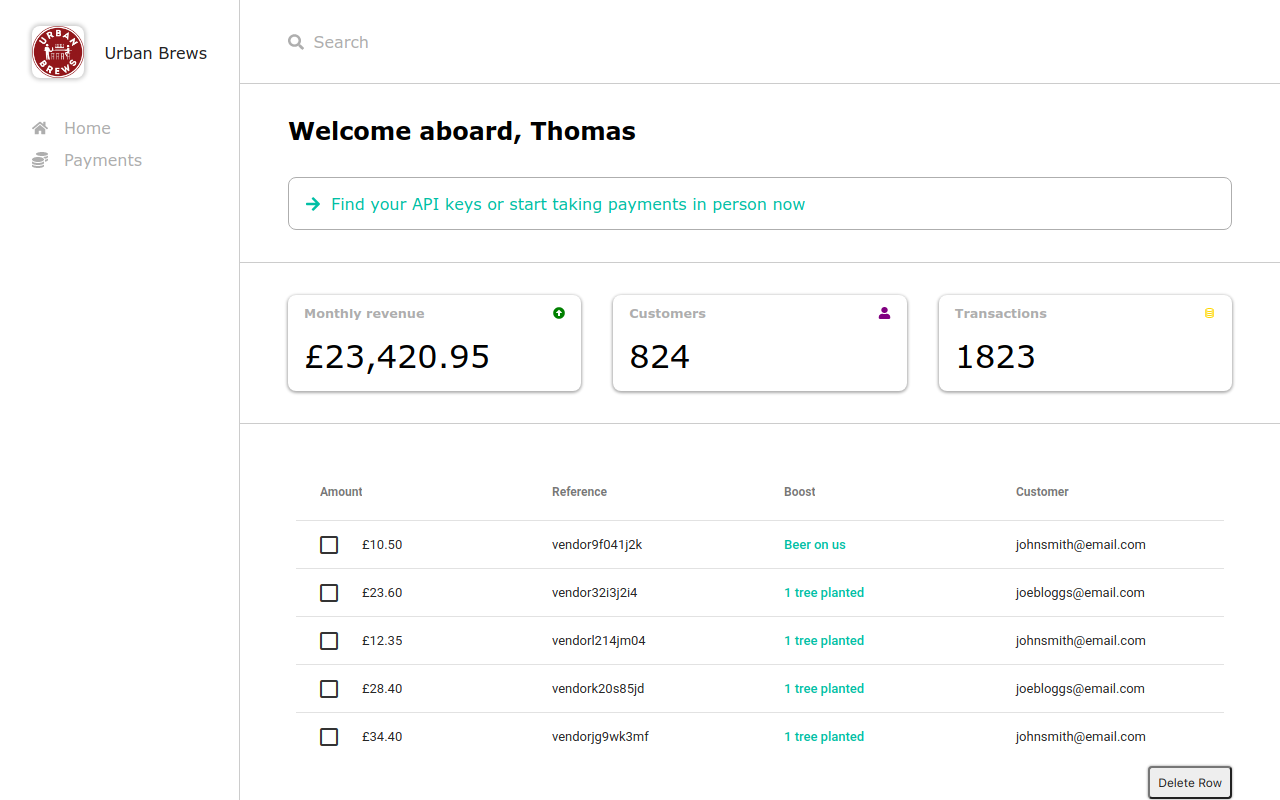 URBAN BREWS
Urban Brews
Search
Home
Payments
Welcome aboard, Thomas
Find your API keys or start taking payments in person now
Monthly revenue
£23,420.95
Customers
824
Transactions
1823
Amount Reference Boost Customer
£10.50 vendor9f041j2k Beer on us johnsmith@email.com
£23.60 vendor32i3j2i4 1 tree planted joebloggs@email.com
£12.35 vendorl214jm04 1 tree planted johnsmith@email.com
£28.40 vendork20s85jd 1 tree planted joebloggs@email.com
£34.40 vendorjg9wk3mf 1 tree planted johnsmith@email.com
Delete Row